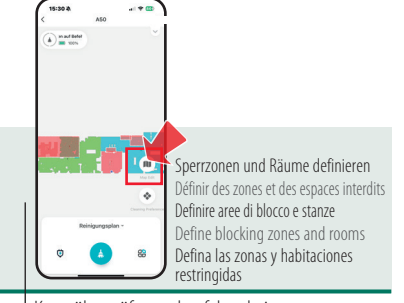 15:30
A50
100%
Reinigungsplan
Sperrzonen und Räume definieren
Définir des zones et des espaces interdits
Definire aree di blocco e stanze
Define blocking zones and rooms
Defina las zonas y habitaciones
restringidas